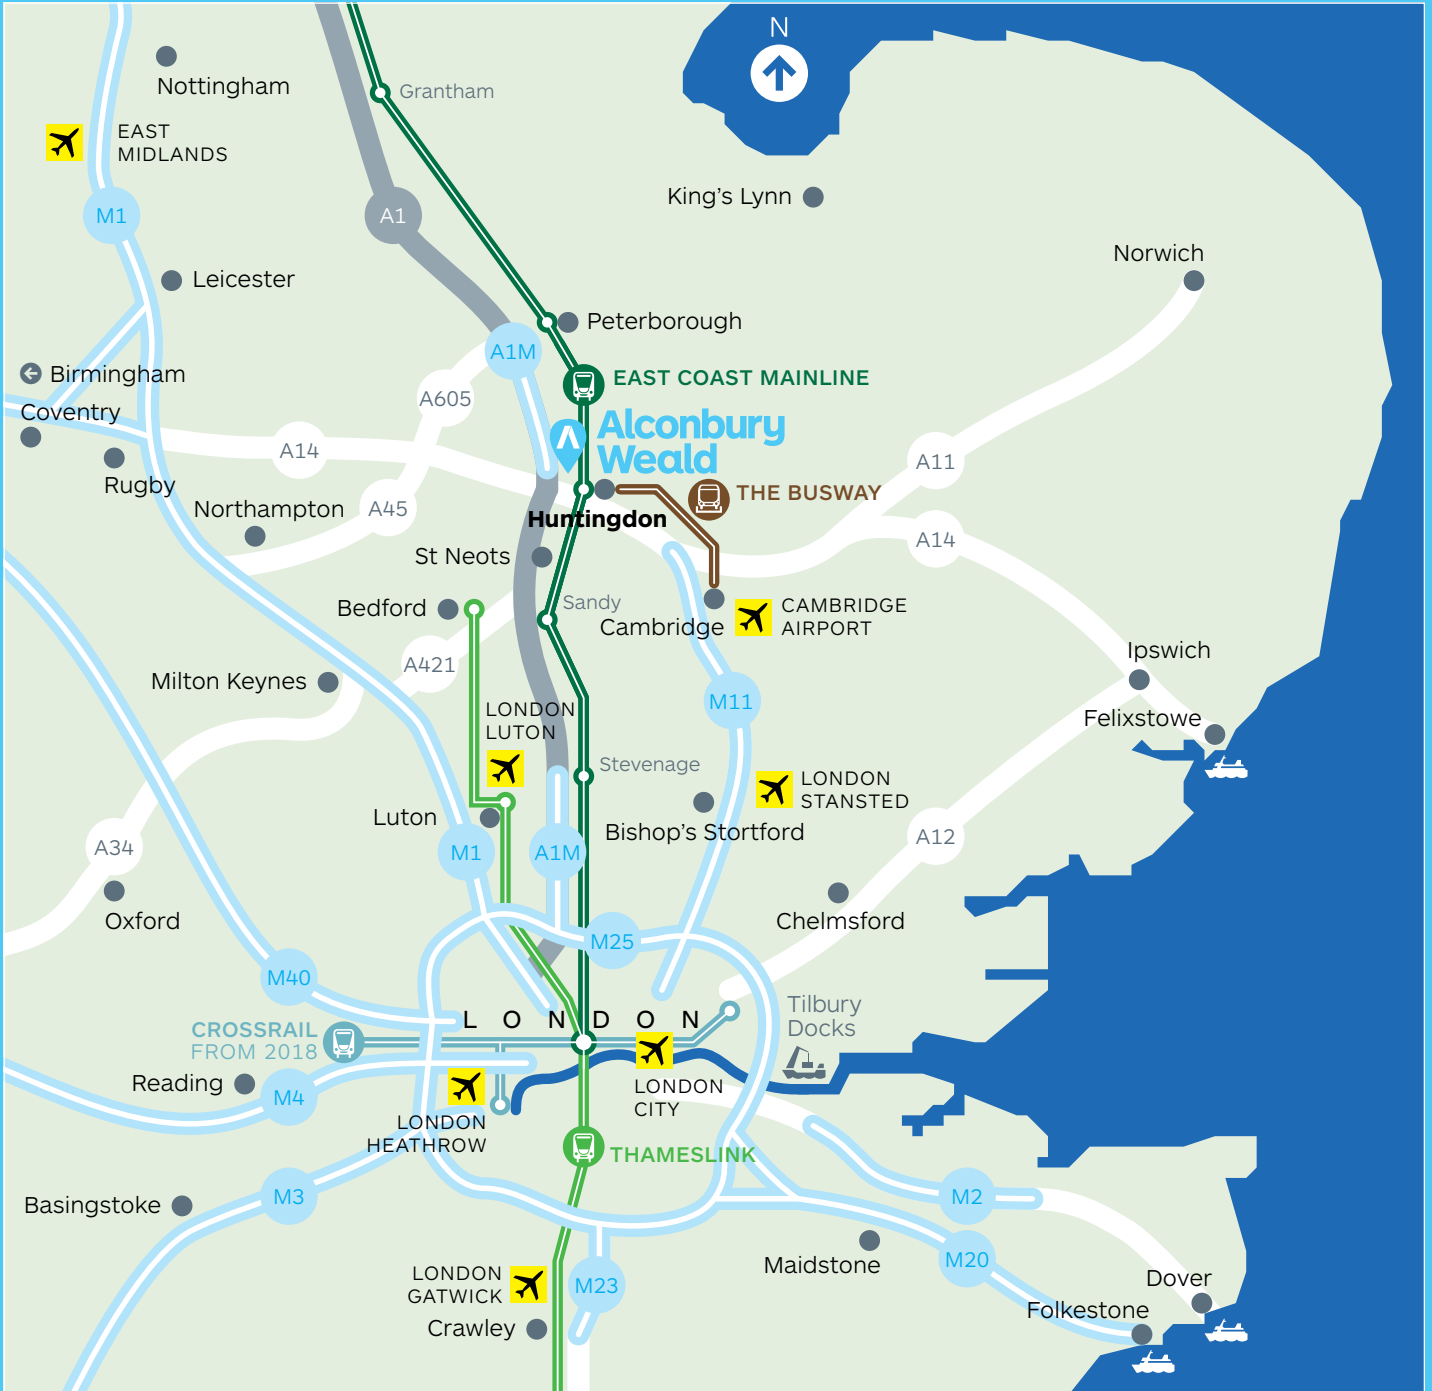 N
Nottingham
Grantham
EAST
MIDLANDS
King's Lynn
M1
A1
Norwich
Leicester
Peterborough
A1M
Birmingham
EAST COAST MAINLINE
A605
Coventry
Alconbury
Weald
A14
A11
Rugby
THE BUSWAY
Northampton
A45
Huntingdon
A14
St Neots
Bedford
Sandy
CAMBRIDGE
AIRPORT
Cambridge
A421
Ipswich
Milton Keynes
M11
LONDON
LUTON
Felixstowe
Stevenage
LONDON
STANSTED
Luton
Bishop's Stortford
A12
A34
M1
A1M
Oxford
Chelmsford
M25
M40
Tilbury
Docks
LONDON
CROSSRAIL
FROM 2018
Reading
M4
LONDON
CITY
LONDON
HEATHROW
THAMESLINK
Basingstoke
M3
M2
Maidstone
M20
LONDON
GATWICK
M23
Dover
Folkestone
Crawley